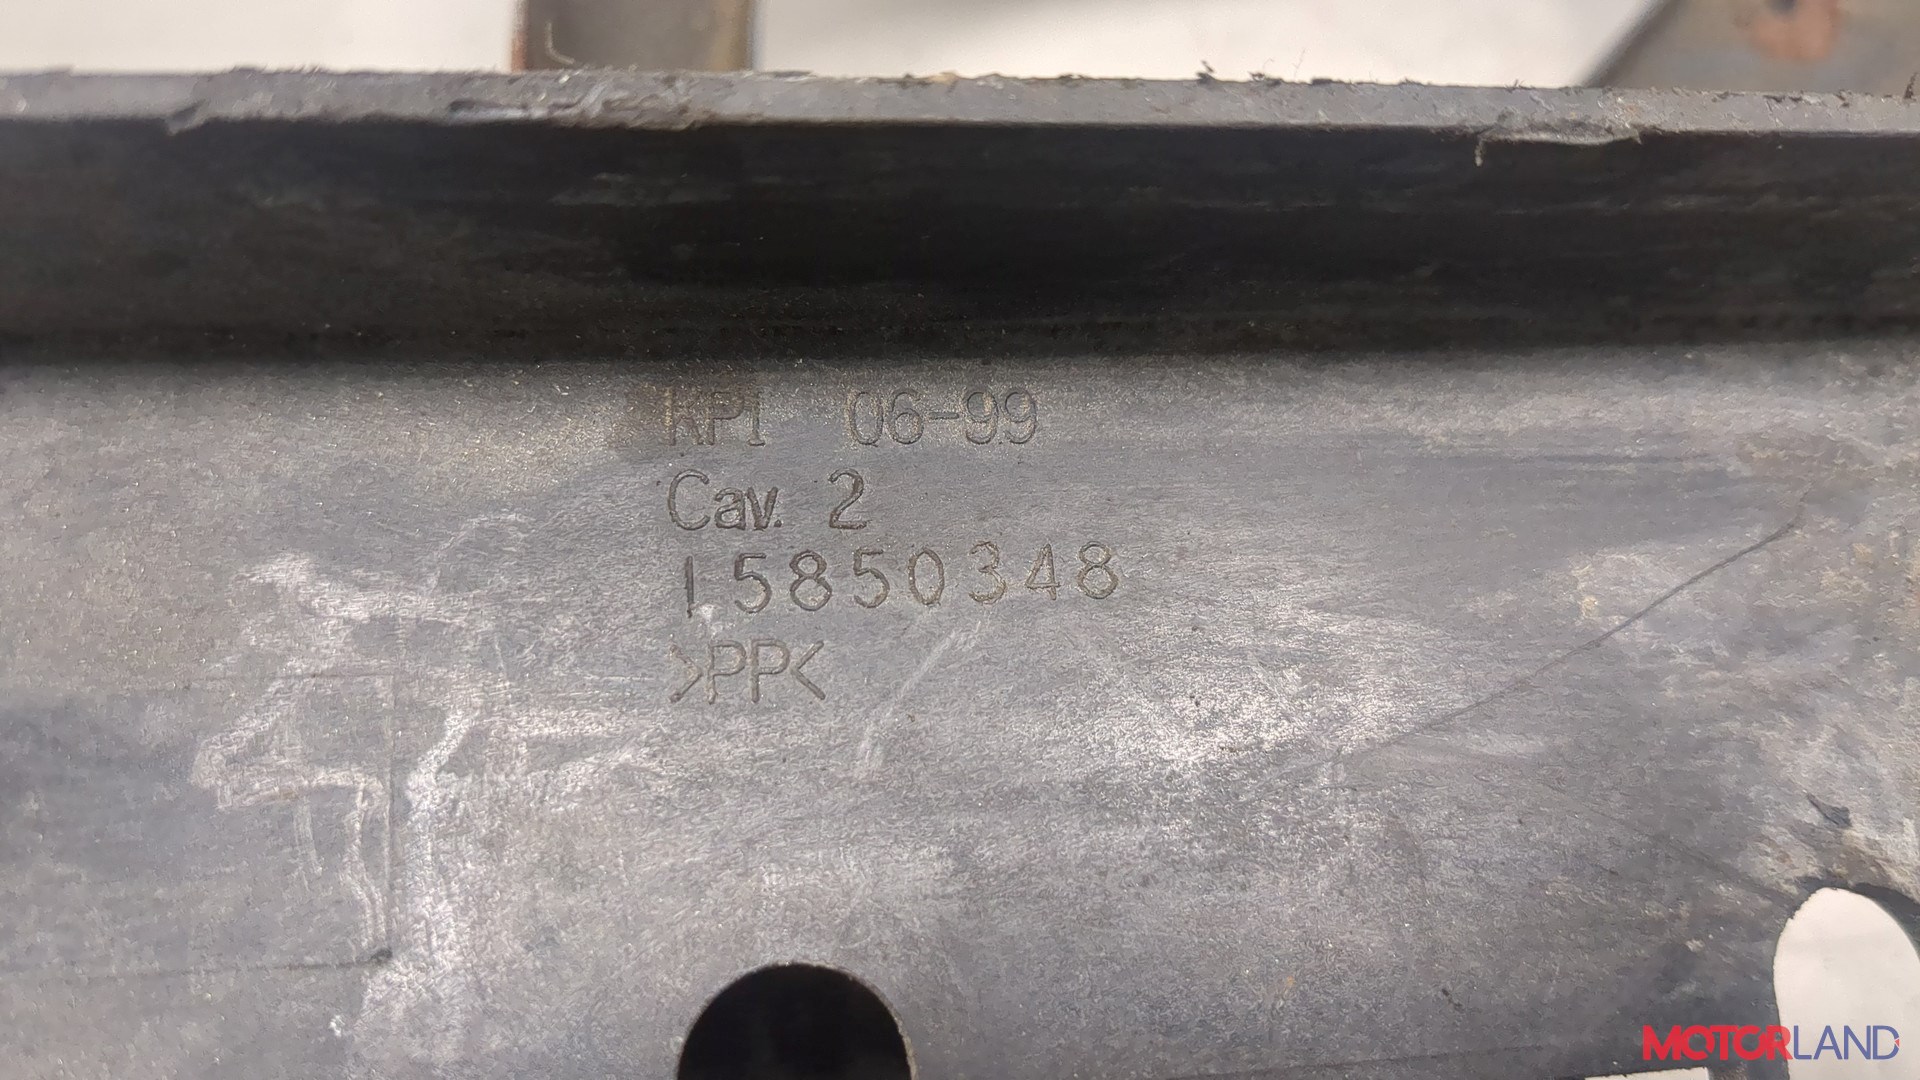 KPI 06-99
Cav. 2
15850348
>PP<
MOTORLAND